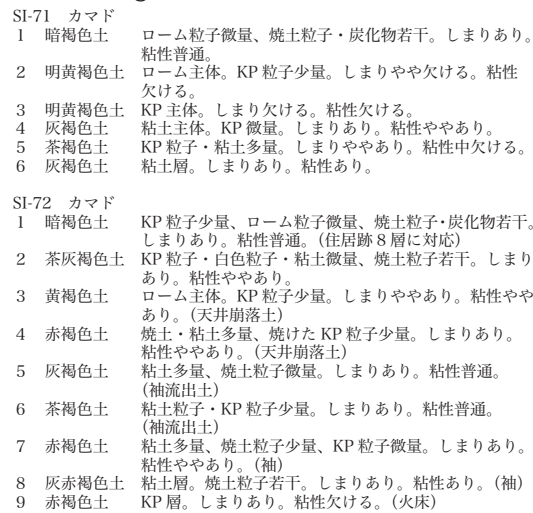 SI-71　カマド
1　暗褐色土　ローム粒子微量、焼土粒子・炭化物若干。しまりあり。
粘性普通。
2　明黄褐色土　ローム主体。KP 粒子少量。しまりやや欠ける。粘性
欠ける。
3　明黄褐色土　KP 主体。しまり欠ける。粘性欠ける。
4　灰褐色土　粘土主体。KP 微量。しまりあり。粘性ややあり。
5　茶褐色土　KP 粒子・粘土多量。しまりややあり。粘性中欠ける。
6　灰褐色土　粘土層。しまりあり。粘性あり。
SI-72　カマド
1　暗褐色土　KP 粒子少量、ローム粒子微量、焼土粒子・炭化物若干。
しまりあり。粘性普通。（住居跡８層に対応）
2　茶灰褐色土　KP 粒子・白色粒子・粘土微量、焼土粒子若干。しまり
あり。粘性ややあり。
3　黄褐色土　ローム主体。KP 粒子少量。しまりややあり。粘性やや
あり。（天井崩落土）
4　赤褐色土　焼土・粘土多量、焼けた KP 粒子少量。しまりあり。
粘性ややあり。（天井崩落土）
5　灰褐色土　粘土多量、焼土粒子微量。しまりあり。粘性普通。
（袖流出土）
6　茶褐色土　粘土粒子・KP 粒子少量。しまりあり。粘性普通。
（袖流出土）
7　赤褐色土　粘土多量、焼土粒子少量、KP 粒子微量。しまりあり。
粘性ややあり。（袖）
8　灰赤褐色土　粘土層。焼土粒子若干。しまりあり。粘性あり。（袖）
9　赤褐色土　KP 層。しまりあり。粘性欠ける。（火床）